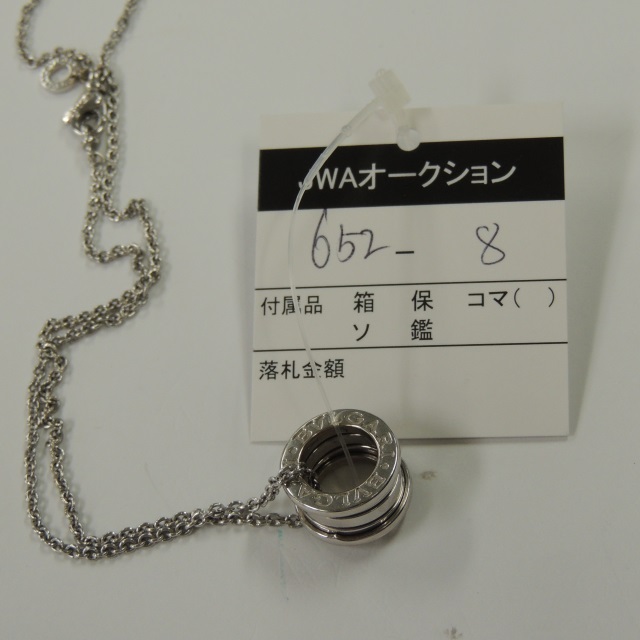 JWAオークション
652 - 8
付属品 箱 保 コマ( )
ソ 鑑
落札金額
BVLGARI